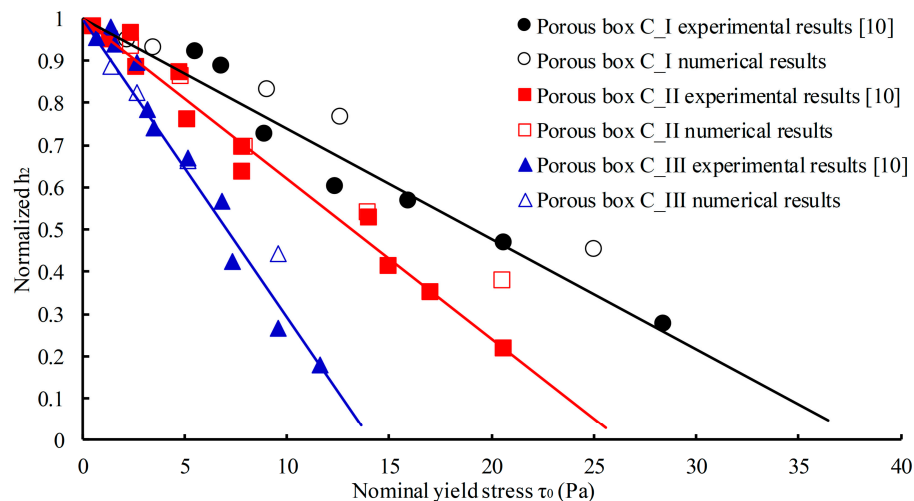 Porous box C_I experimental results [10]
Porous box C_I numerical results
Porous box C_II experimental results [10]
Porous box C_II numerical results
Porous box C_III experimental results [10]
Porous box C_III numerical results
Normalized h2
1
0.9
0.8
0.7
0.6
0.5
0.4
0.3
0.2
0.1
0
0 5 10 15 20 25 30 35 40
Nominal yield stress τ0 (Pa)